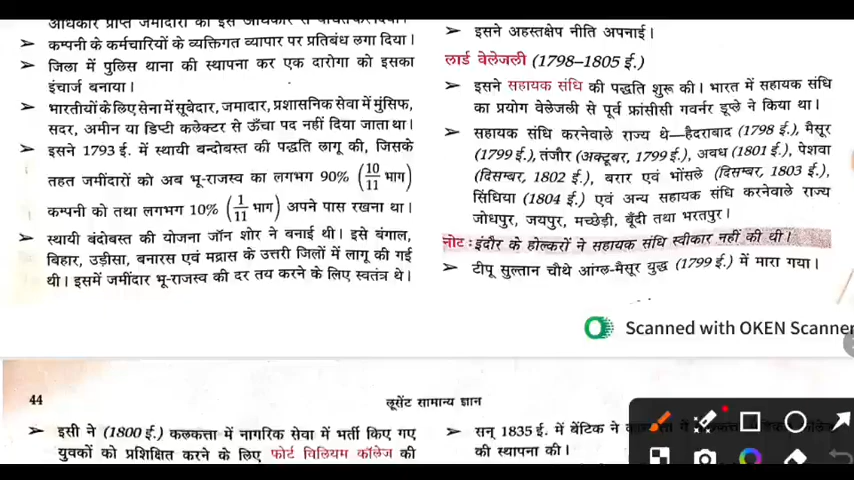 अधिकार प्राप्त जमींदारों को इस अधिकार से वंचित कर दिया।
➢ कम्पनी के कर्मचारियों के व्यक्तिगत व्यापार पर प्रतिबंध लगा दिया।
➢ जिला में पुलिस थाना की स्थापना कर एक दारोगा को इसका
इंचार्ज बनाया।
➢ भारतीयों के लिए सेना में सूबेदार, जमादार, प्रशासनिक सेवा में मुंसिफ,
सदर, अमीन या डिप्टी कलेक्टर से ऊँचा पद नहीं दिया जाता था।
➢ इसने 1793 ई. में स्थायी बन्दोबस्त की पद्धति लागू की, जिसके
तहत जमींदारों को अब भू-राजस्व का लगभग 90% (10/11 भाग)
कम्पनी को तथा लगभग 10% (1/11 भाग) अपने पास रखना था।
➢ स्थायी बंदोबस्त की योजना जॉन शोर ने बनाई थी। इसे बंगाल,
बिहार, उड़ीसा, बनारस एवं मद्रास के उत्तरी जिलों में लागू की गई
थी। इसमें जमींदार भू-राजस्व की दर तय करने के लिए स्वतंत्र थे।
➢ इसने अहस्तक्षेप नीति अपनाई।
लार्ड वेलेजली (1798–1805 ई.)
➢ इसने सहायक संधि की पद्धति शुरू की। भारत में सहायक संधि
का प्रयोग वेलेजली से पूर्व फ्रांसीसी गवर्नर डूप्ले ने किया था।
➢ सहायक संधि करनेवाले राज्य थे—हैदराबाद (1798 ई.), मैसूर
(1799 ई.), तंजौर (अक्टूबर, 1799 ई.), अवध (1801 ई.), पेशवा
(दिसम्बर, 1802 ई.), बरार एवं भोंसले (दिसम्बर, 1803 ई.),
सिंधिया (1804 ई.) एवं अन्य सहायक संधि करनेवाले राज्य
जोधपुर, जयपुर, मच्छेड़ी, बूँदी तथा भरतपुर।
नोट : इंदौर के होल्करों ने सहायक संधि स्वीकार नहीं की थी।
➢ टीपू सुल्तान चौथे आंग्ल-मैसूर युद्ध (1799 ई.) में मारा गया।
Scanned with OKEN Scanner
44
लूसेंट सामान्य ज्ञान
➢ इसी ने (1800 ई.) कलकत्ता में नागरिक सेवा में भर्ती किए गए
युवकों को प्रशिक्षित करने के लिए फोर्ट विलियम कॉलेज की
➢ सन् 1835 ई. में बेंटिक ने
की स्थापना की।